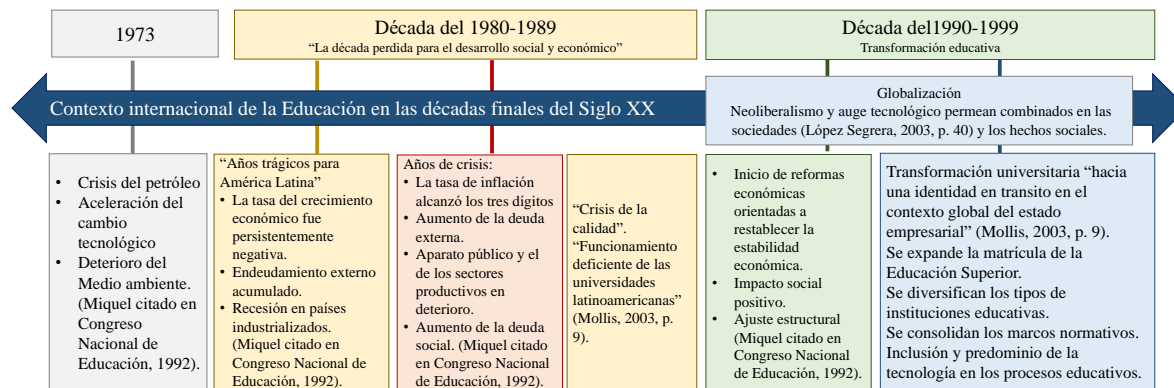 1973
Década del 1980-1989
“La década perdida para el desarrollo social y económico”
Década del1990-1999
Transformación educativa
Contexto internacional de la Educación en las décadas finales del Siglo XX
Globalización
Neoliberalismo y auge tecnológico permean combinados en las
sociedades (López Segrera, 2003, p. 40) y los hechos sociales.
• Crisis del petróleo
• Aceleración del
cambio
tecnológico
• Deterioro del
Medio ambiente.
(Miquel citado en
Congreso
Nacional de
Educación, 1992).
“Años trágicos para
América Latina”
• La tasa del crecimiento
económico fue
persistentemente
negativa.
• Endeudamiento externo
acumulado.
• Recesión en países
industrializados.
(Miquel citado en
Congreso Nacional de
Educación, 1992).
Años de crisis:
• La tasa de inflación
alcanzó los tres dígitos
• Aumento de la deuda
externa.
• Aparato público y el
de los sectores
productivos en
deterioro.
• Aumento de la deuda
social. (Miquel citado
en Congreso Nacional
de Educación, 1992).
“Crisis de la
calidad”.
“Funcionamiento
deficiente de las
universidades
latinoamericanas”
(Mollis, 2003, p.
9).
• Inicio de reformas
económicas
orientadas a
restablecer la
estabilidad
económica.
• Impacto social
positivo.
• Ajuste estructural
(Miquel citado en
Congreso Nacional
de Educación, 1992).
Transformación universitaria “hacia
una identidad en transito en el
contexto global del estado
empresarial” (Mollis, 2003, p. 9).
Se expande la matrícula de la
Educación Superior.
Se diversifican los tipos de
instituciones educativas.
Se consolidan los marcos normativos.
Inclusión y predominio de la
tecnología en los procesos educativos.